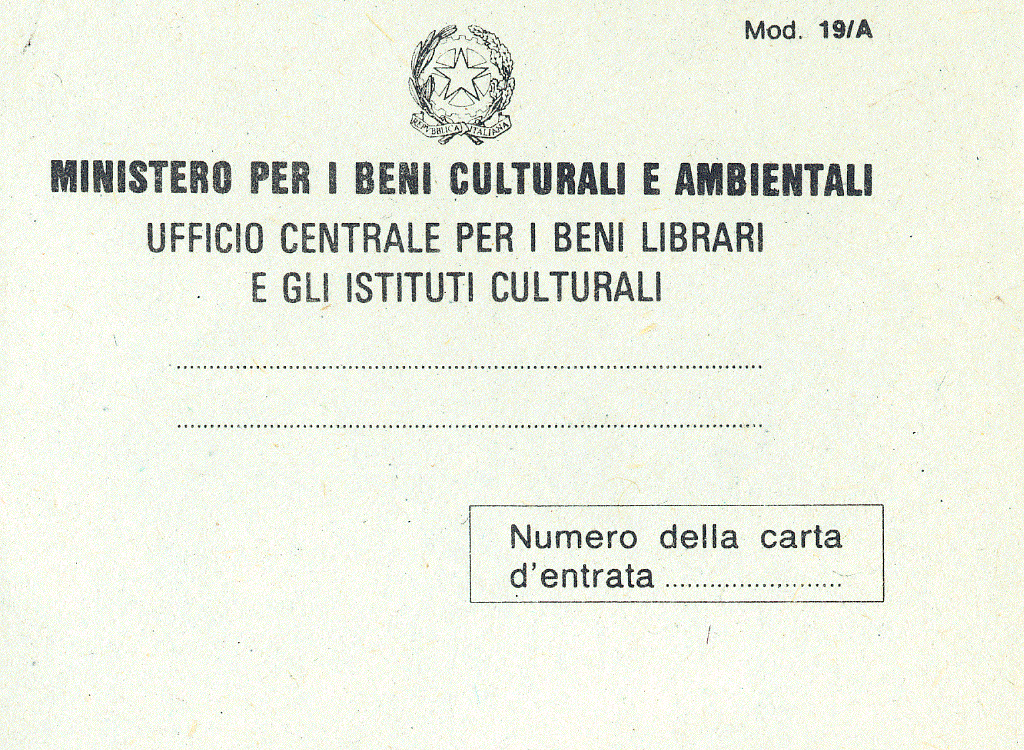 Mod. 19/A
REPVBBLICA ITALIANA
MINISTERO PER I BENI CULTURALI E AMBIENTALI
UFFICIO CENTRALE PER I BENI LIBRARI
E GLI ISTITUTI CULTURALI
Numero della carta
d'entrata ........................